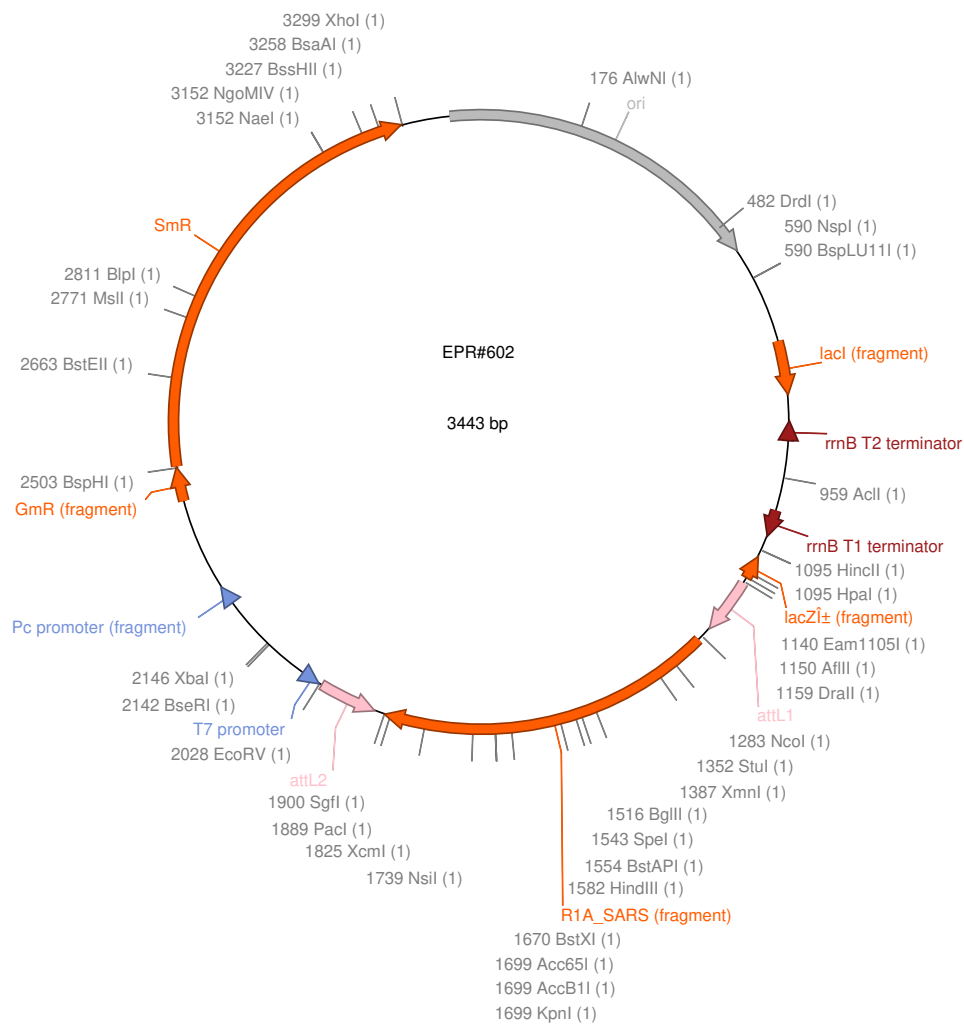 3299 XhoI (1)
3258 BsaAI (1)
3227 BssHII (1)
3152 NgoMIV (1)
3152 NaeI (1)
176 AlwNI (1)
ori
482 DrdI (1)
590 NspI (1)
590 BspLU11I (1)
SmR
2811 BlpI (1)
2771 MslI (1)
2663 BstEII (1)
2503 BspHI (1)
GmR (fragment)
EPR#602
3443 bp
lacI (fragment)
rrnB T2 terminator
959 AclI (1)
rrnB T1 terminator
1095 HincII (1)
1095 HpaI (1)
lacZÎ± (fragment)
1140 Eam1105I (1)
1150 AflII (1)
1159 DraII (1)
attL1
1283 NcoI (1)
1352 StuI (1)
1387 XmnI (1)
1516 BglII (1)
1543 SpeI (1)
1554 BstAPI (1)
1582 HindIII (1)
R1A_SARS (fragment)
1670 BstXI (1)
1699 Acc65I (1)
1699 AccB1I (1)
1699 KpnI (1)
Pc promoter (fragment)
2146 XbaI (1)
2142 BseRI (1)
T7 promoter
2028 EcoRV (1)
attL2
1900 SgfI (1)
1889 PacI (1)
1825 XcmI (1)
1739 NsiI (1)